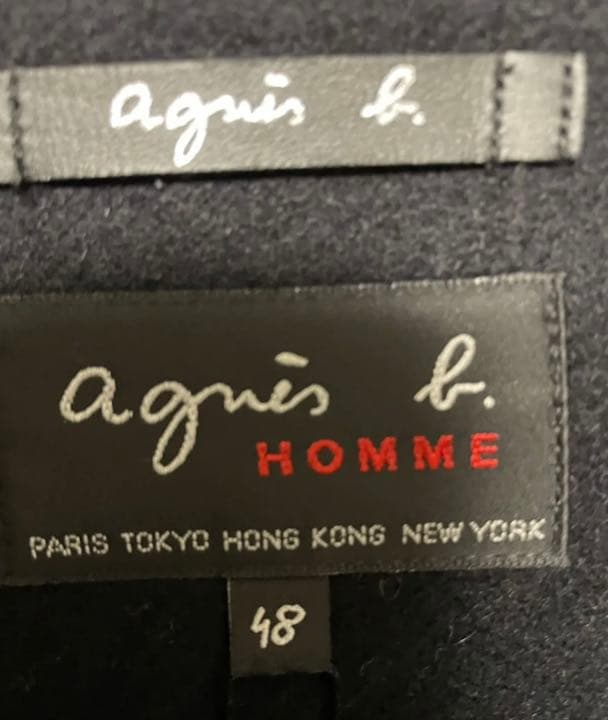 agnès b.
agnès b.
HOMME
PARIS TOKYO HONG KONG NEW YORK
48